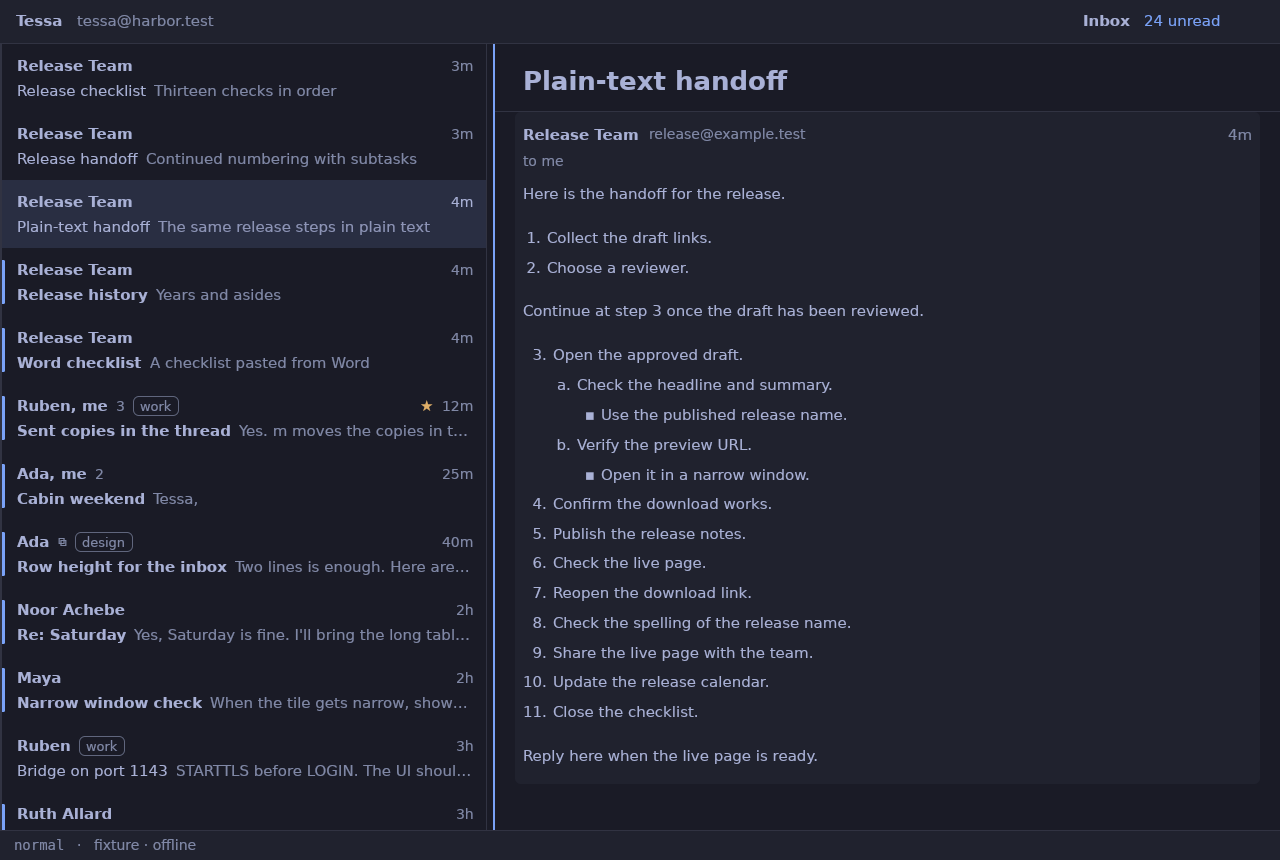 Tessa tessa@harbor.test Inbox 24 unread
Release Team 3m
Release checklist Thirteen checks in order
Release Team 3m
Release handoff Continued numbering with subtasks
Release Team 4m
Plain-text handoff The same release steps in plain text
Release Team 4m
Release history Years and asides
Release Team 4m
Word checklist A checklist pasted from Word
Ruben, me 3 work ★ 12m
Sent copies in the thread Yes. m moves the copies in t…
Ada, me 2 25m
Cabin weekend Tessa,
Ada design 40m
Row height for the inbox Two lines is enough. Here are…
Noor Achebe 2h
Re: Saturday Yes, Saturday is fine. I'll bring the long tabl…
Maya 2h
Narrow window check When the tile gets narrow, show…
Ruben work 3h
Bridge on port 1143 STARTTLS before LOGIN. The UI shoul…
Ruth Allard 3h
Plain-text handoff
Release Team release@example.test 4m
to me
Here is the handoff for the release.
1. Collect the draft links.
2. Choose a reviewer.
Continue at step 3 once the draft has been reviewed.
3. Open the approved draft.
a. Check the headline and summary.
▪ Use the published release name.
b. Verify the preview URL.
▪ Open it in a narrow window.
4. Confirm the download works.
5. Publish the release notes.
6. Check the live page.
7. Reopen the download link.
8. Check the spelling of the release name.
9. Share the live page with the team.
10. Update the release calendar.
11. Close the checklist.
Reply here when the live page is ready.
normal · fixture · offline